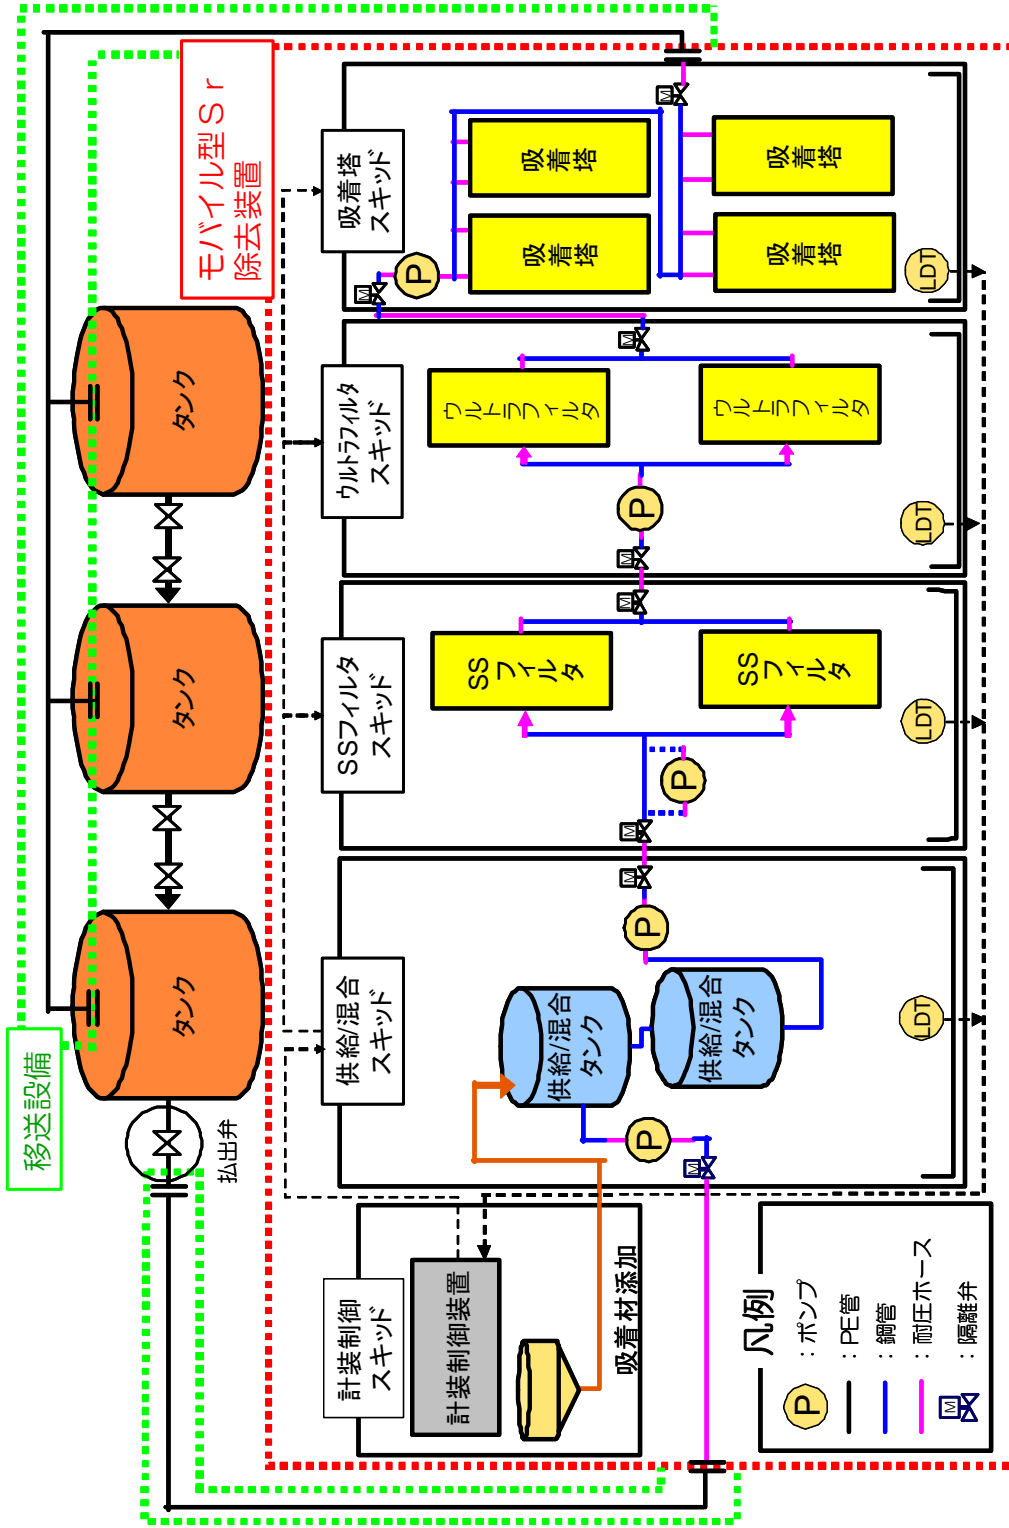 移送設備
モバイル型Ｓｒ
除去装置
タンク
タンク
タンク
払出弁
計装制御
スキッド
計装制御装置
吸着材添加
供給/混合
スキッド
供給/混合
タンク
供給/混合
タンク
P
P
M
M
LDT
SSフィルタ
スキッド
SS
フィルタ
SS
フィルタ
P
M
M
LDT
ウルトラフィルタ
スキッド
ウルトラフィルタ
ウルトラフィルタ
P
M
M
LDT
吸着塔
スキッド
吸着塔
吸着塔
吸着塔
吸着塔
P
M
M
LDT
凡例
P
：ポンプ
：PE管
：鋼管
：耐圧ホース
M
：隔離弁